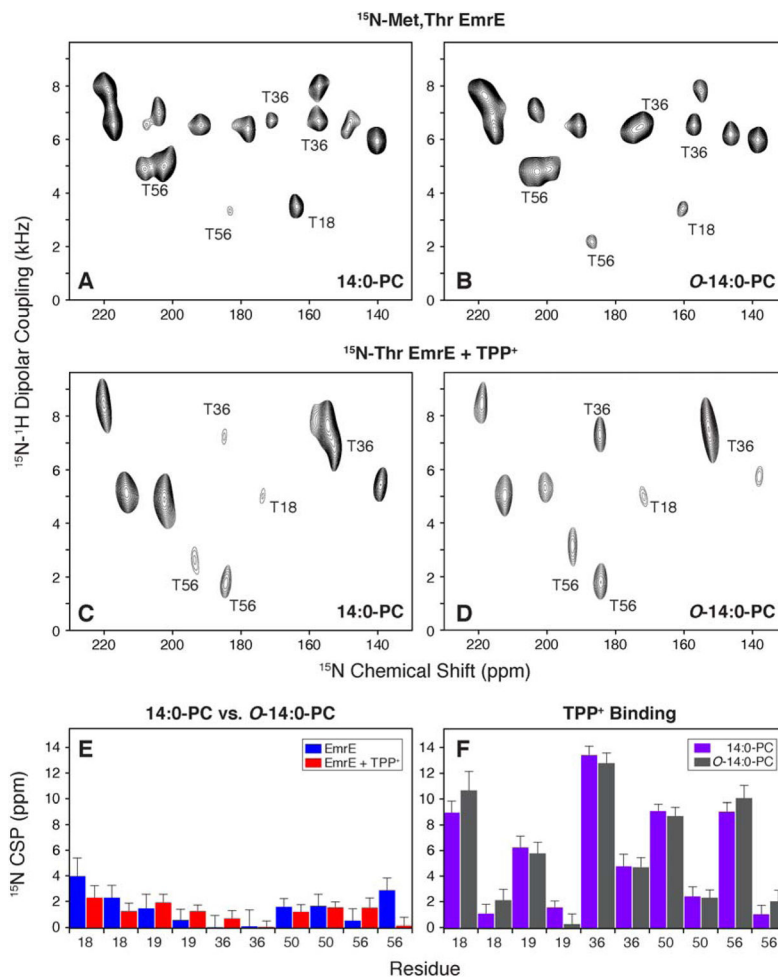 ¹⁵N-Met,Thr EmrE
¹⁵N-¹H Dipolar Coupling (kHz)
8
6
4
2
0
T36
T36
T56
T56
T18
A
14:0-PC
220 200 180 160 140
T36
T36
T56
T18
T56
B
O-14:0-PC
220 200 180 160 140
¹⁵N-Thr EmrE + TPP⁺
8
6
4
2
0
T36
T36
T18
T56
T56
C
14:0-PC
220 200 180 160 140
T36
T36
T18
T56
T56
D
O-14:0-PC
220 200 180 160 140
¹⁵N Chemical Shift (ppm)
14:0-PC vs. O-14:0-PC
¹⁵N CSP (ppm)
14
12
10
8
6
4
2
0
E
EmrE
EmrE + TPP⁺
18 18 19 19 36 36 50 50 56 56
TPP⁺ Binding
14
12
10
8
6
4
2
0
F
14:0-PC
O-14:0-PC
18 18 19 19 36 36 50 50 56 56
Residue